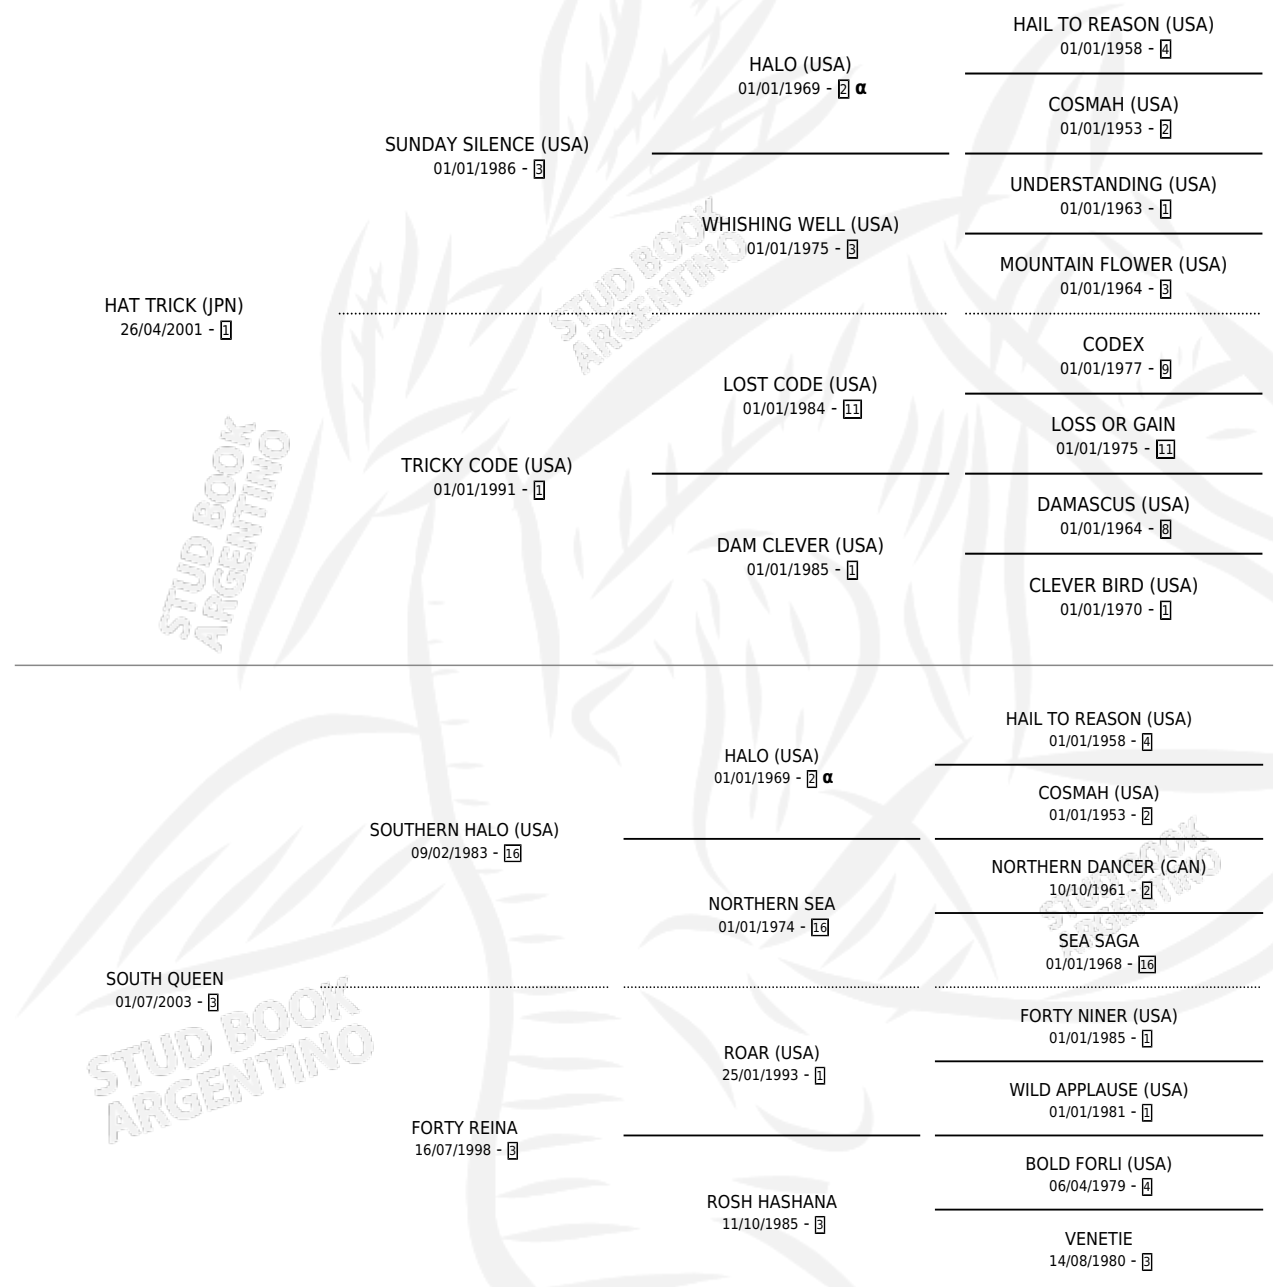 HAIL TO REASON (USA)
01/01/1958 - 4
HALO (USA)
01/01/1969 - 2 α
COSMAH (USA)
01/01/1953 - 2
SUNDAY SILENCE (USA)
01/01/1986 - 3
UNDERSTANDING (USA)
01/01/1963 - 1
WHISHING WELL (USA)
01/01/1975 - 3
MOUNTAIN FLOWER (USA)
01/01/1964 - 3
HAT TRICK (JPN)
26/04/2001 - 1
CODEX
01/01/1977 - 9
LOST CODE (USA)
01/01/1984 - 11
LOSS OR GAIN
01/01/1975 - 11
TRICKY CODE (USA)
01/01/1991 - 1
DAMASCUS (USA)
01/01/1964 - 8
DAM CLEVER (USA)
01/01/1985 - 1
CLEVER BIRD (USA)
01/01/1970 - 1
STUD BOOK
ARGENTINO
STUD BOOK
ARGENTINO
HAIL TO REASON (USA)
01/01/1958 - 4
HALO (USA)
01/01/1969 - 2 α
COSMAH (USA)
01/01/1953 - 2
SOUTHERN HALO (USA)
09/02/1983 - 16
NORTHERN DANCER (CAN)
10/10/1961 - 2
NORTHERN SEA
01/01/1974 - 16
SEA SAGA
01/01/1968 - 16
SOUTH QUEEN
01/07/2003 - 3
FORTY NINER (USA)
01/01/1985 - 1
ROAR (USA)
25/01/1993 - 1
WILD APPLAUSE (USA)
01/01/1981 - 1
FORTY REINA
16/07/1998 - 3
BOLD FORLI (USA)
06/04/1979 - 4
ROSH HASHANA
11/10/1985 - 3
VENETIE
14/08/1980 - 3
STUD BOOK
ARGENTINO
STUD BOOK
ARGENTINO